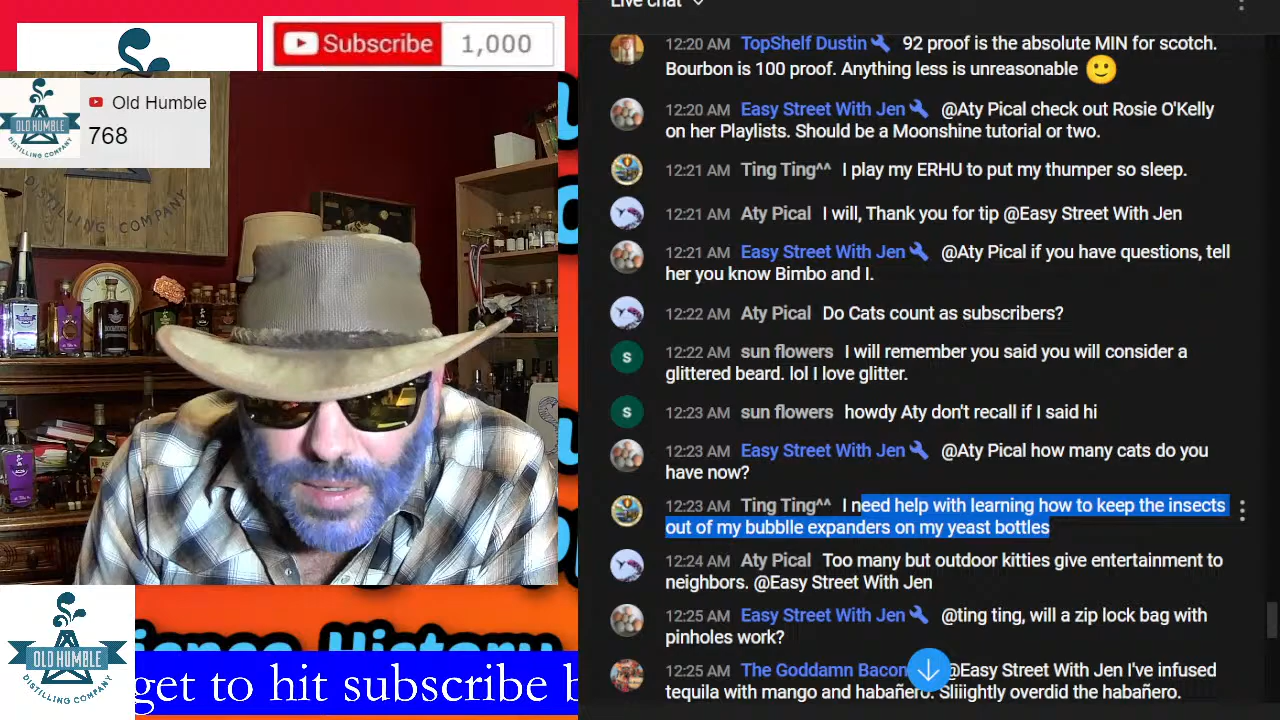 Subscribe 1,000
Old Humble
768
OLD HUMBLE
DISTILLING COMPANY
DISTILLING COMPANY
OLD HUMBLE
DISTILLING COMPANY
get to hit subscribe b
Live chat
12:20 AM TopShelf Dustin 92 proof is the absolute MIN for scotch.
Bourbon is 100 proof. Anything less is unreasonable 🙂
12:20 AM Easy Street With Jen @Aty Pical check out Rosie O'Kelly
on her Playlists. Should be a Moonshine tutorial or two.
12:21 AM Ting Ting^^ I play my ERHU to put my thumper so sleep.
12:21 AM Aty Pical I will, Thank you for tip @Easy Street With Jen
12:21 AM Easy Street With Jen @Aty Pical if you have questions, tell
her you know Bimbo and I.
12:22 AM Aty Pical Do Cats count as subscribers?
S 12:22 AM sun flowers I will remember you said you will consider a
glittered beard. lol I love glitter.
S 12:23 AM sun flowers howdy Aty don't recall if I said hi
12:23 AM Easy Street With Jen @Aty Pical how many cats do you
have now?
12:23 AM Ting Ting^^ I need help with learning how to keep the insects
out of my bubblle expanders on my yeast bottles
12:24 AM Aty Pical Too many but outdoor kitties give entertainment to
neighbors. @Easy Street With Jen
12:25 AM Easy Street With Jen @ting ting, will a zip lock bag with
pinholes work?
12:25 AM The Goddamn Bacon @Easy Street With Jen I've infused
tequila with mango and habañero. Sliiightly overdid the habañero.